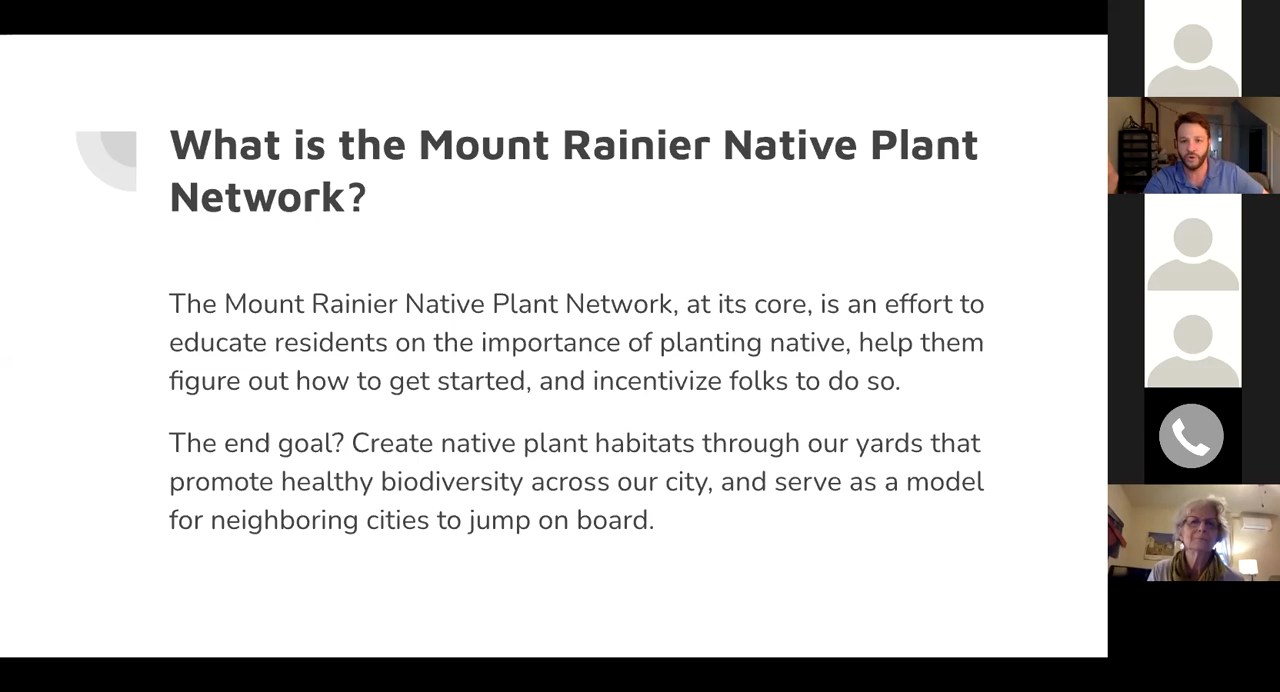 What is the Mount Rainier Native Plant
Network?
The Mount Rainier Native Plant Network, at its core, is an effort to
educate residents on the importance of planting native, help them
figure out how to get started, and incentivize folks to do so.
The end goal? Create native plant habitats through our yards that
promote healthy biodiversity across our city, and serve as a model
for neighboring cities to jump on board.